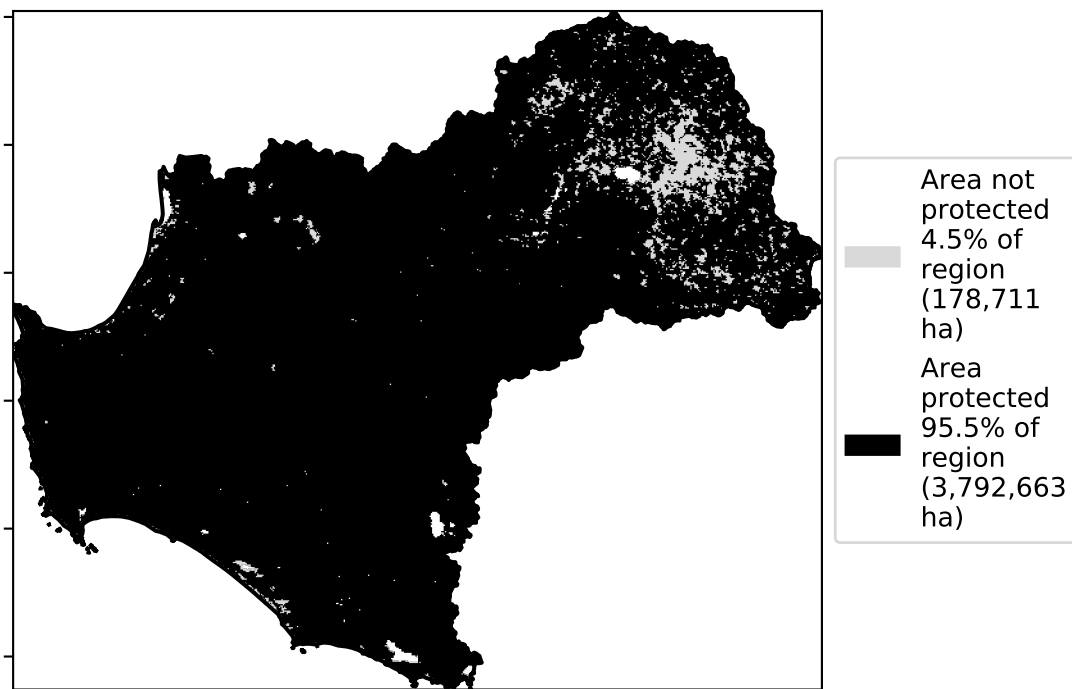 Area not
protected
4.5% of
region
(178,711
ha)
Area
protected
95.5% of
region
(3,792,663
ha)